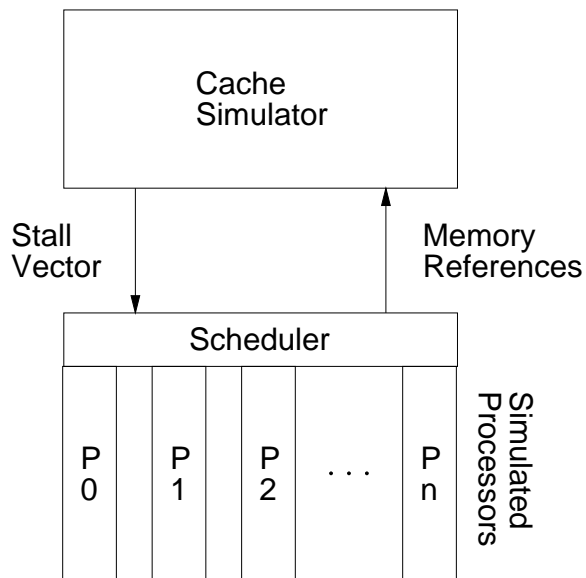 Cache
Simulator
Stall
Vector
Memory
References
Scheduler
P
0
P
1
P
2
. . .
P
n
Simulated
Processors